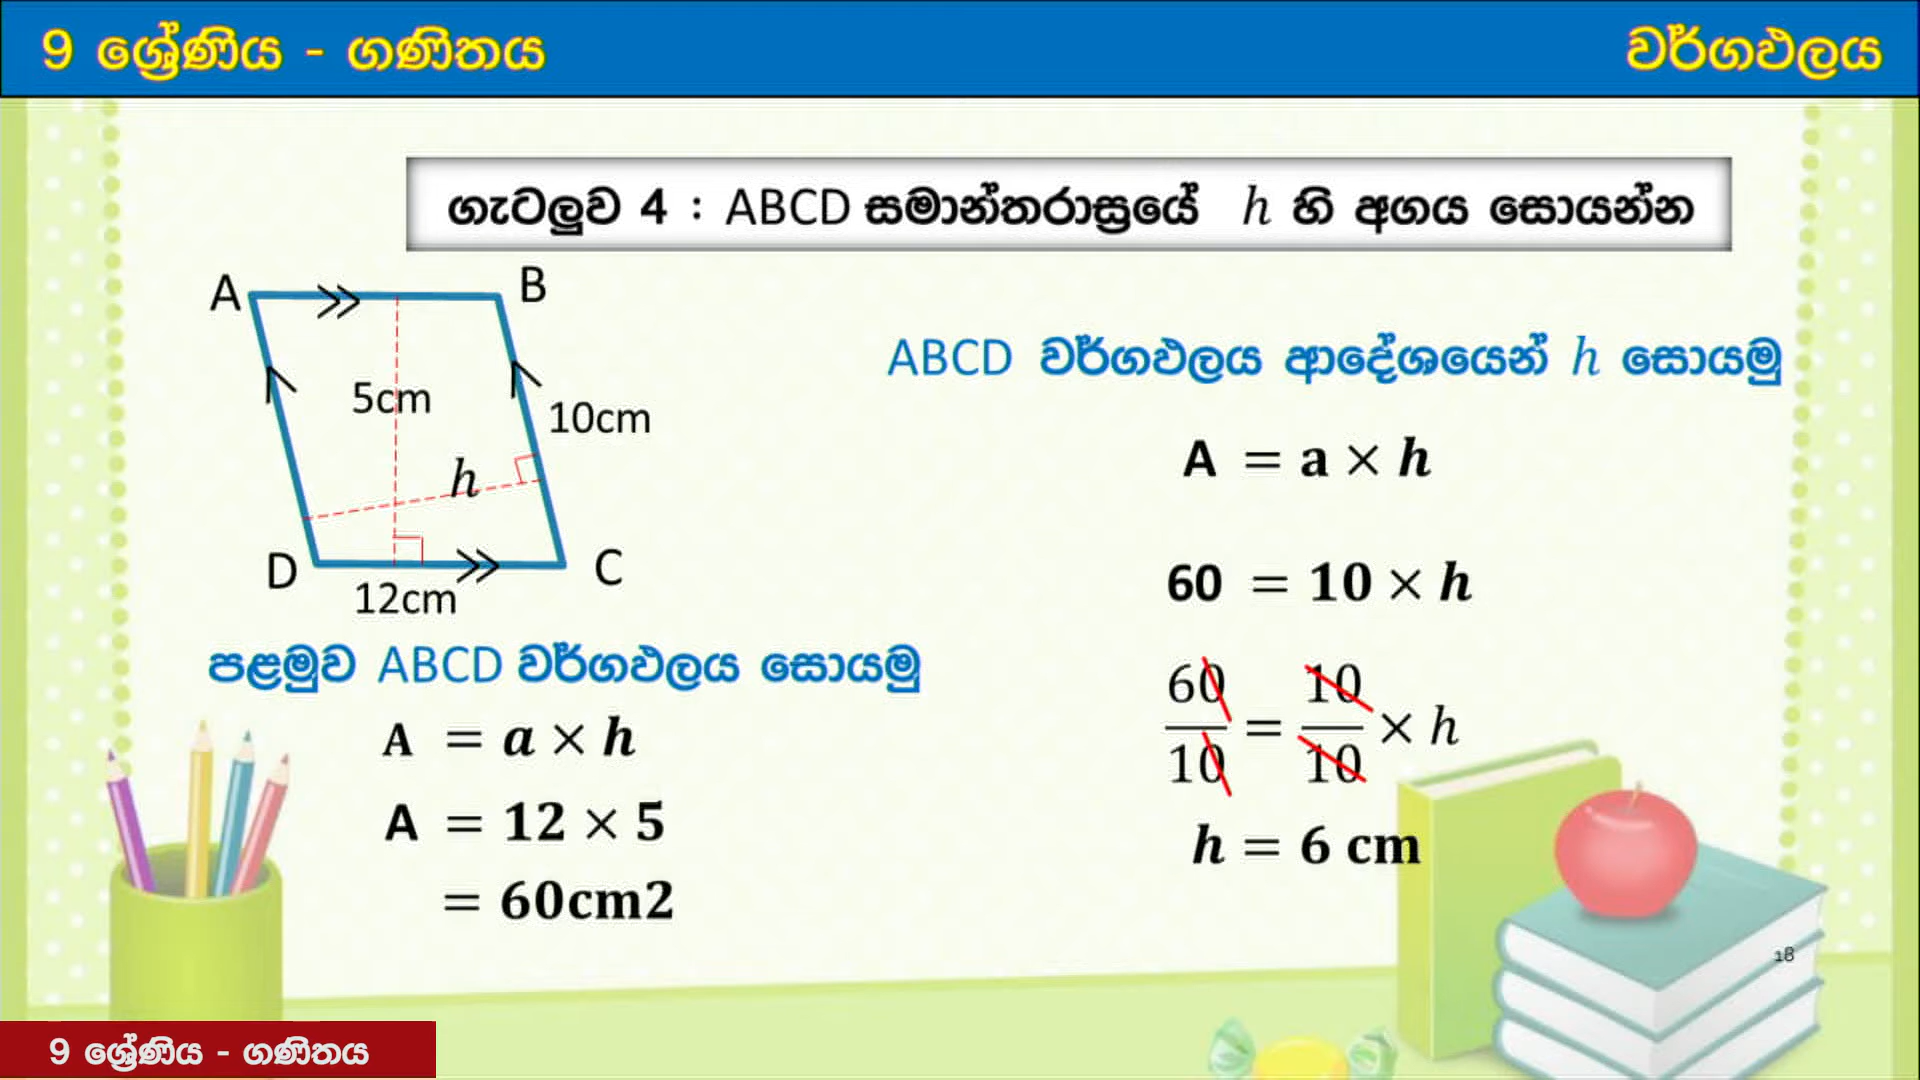 9 ශ්‍රේණිය - ගණිතය
වර්ගඵලය
ගැටලුව 4 : ABCD සමාන්තරාස්‍රයේ h හි අගය සොයන්න
A
B
5cm
10cm
h
D
C
12cm
පළමුව ABCD වර්ගඵලය සොයමු
A = a × h
A = 12 × 5
= 60cm2
ABCD වර්ගඵලය ආදේශයෙන් h සොයමු
A = a × h
60 = 10 × h
60/10 = 10/10 × h
h = 6 cm
18
9 ශ්‍රේණිය - ගණිතය